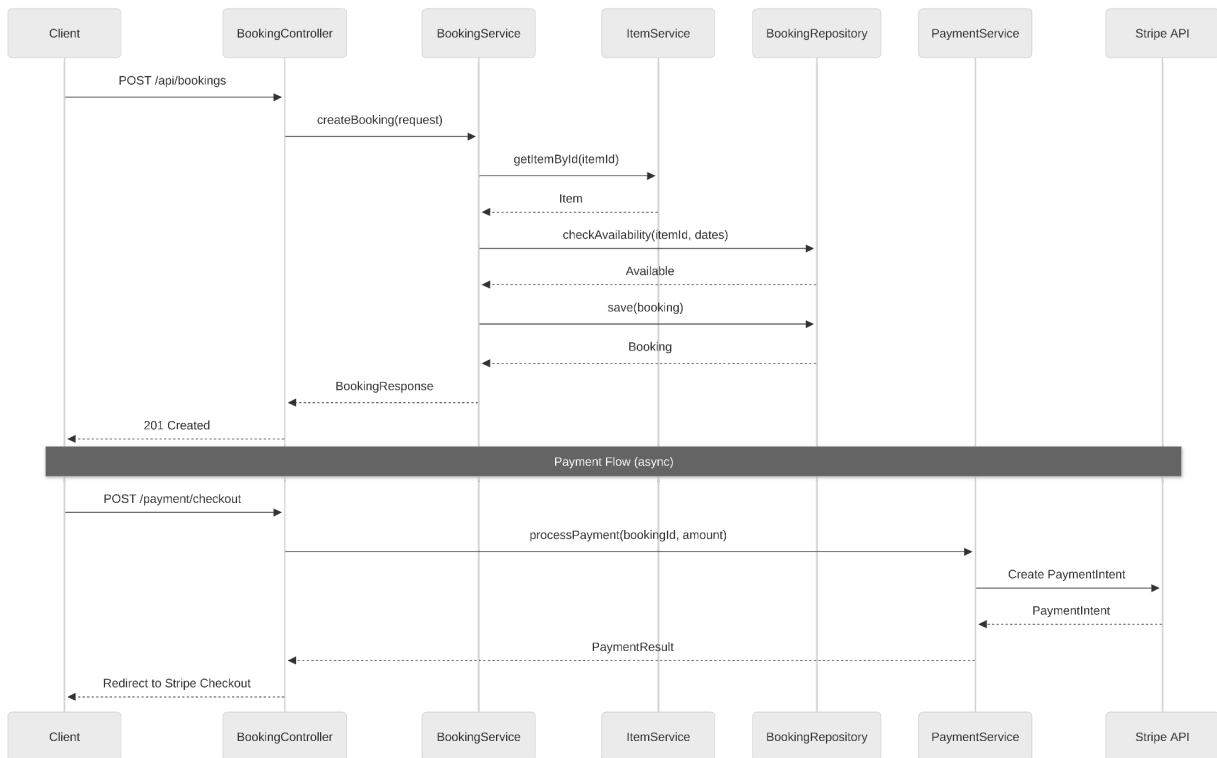 Client
BookingController
BookingService
ItemService
BookingRepository
PaymentService
Stripe API
POST /api/bookings
createBooking(request)
getItemById(itemId)
Item
checkAvailability(itemId, dates)
Available
save(booking)
Booking
BookingResponse
201 Created
Payment Flow (async)
POST /payment/checkout
processPayment(bookingId, amount)
Create PaymentIntent
PaymentIntent
PaymentResult
Redirect to Stripe Checkout
Client
BookingController
BookingService
ItemService
BookingRepository
PaymentService
Stripe API